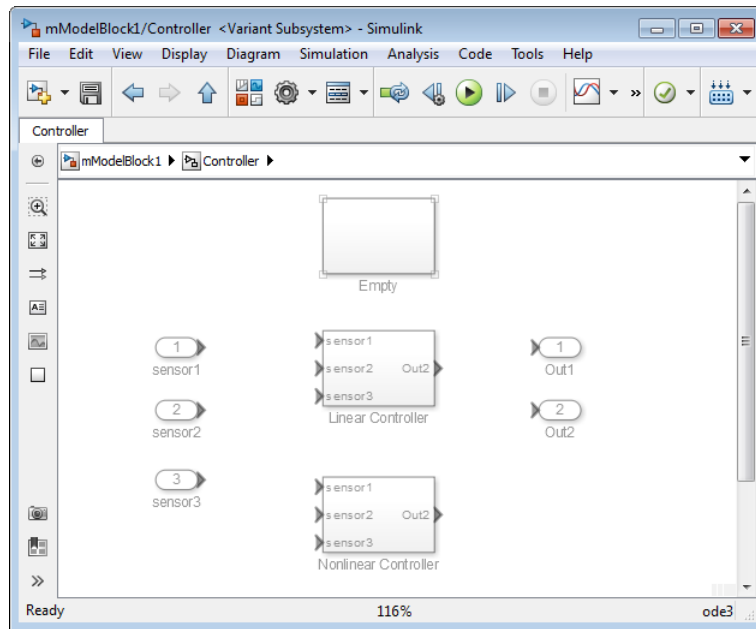 mModelBlock1/Controller <Variant Subsystem> - Simulink
File Edit View Display Diagram Simulation Analysis Code Tools Help
Controller
mModelBlock1 Controller
Empty
1
sensor1
2
sensor2
3
sensor3
sensor1
sensor2 Out2
sensor3
Linear Controller
1
Out1
2
Out2
sensor1
sensor2 Out2
sensor3
Nonlinear Controller
Ready 116% ode3